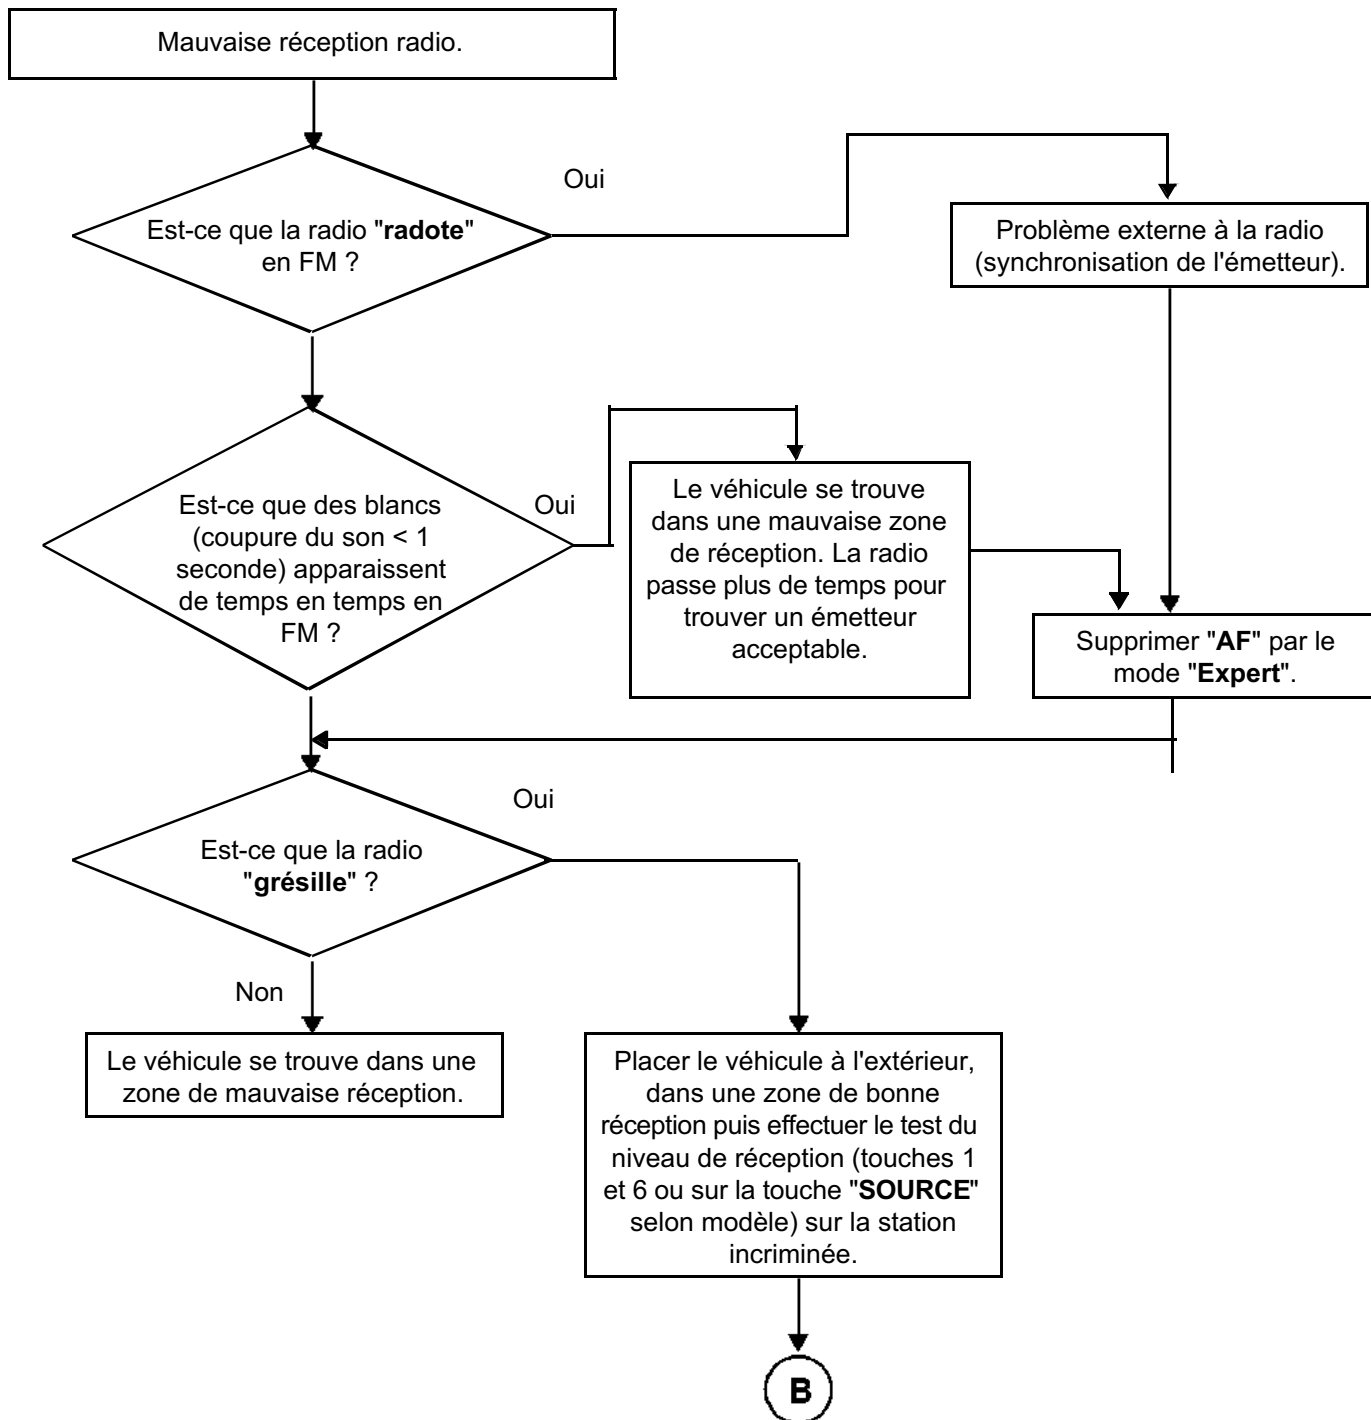 Mauvaise réception radio.
Oui
Est-ce que la radio "radote"
en FM ?
Problème externe à la radio
(synchronisation de l'émetteur).
Est-ce que des blancs
(coupure du son < 1
seconde) apparaissent
de temps en temps en
FM ?
Oui
Le véhicule se trouve
dans une mauvaise zone
de réception. La radio
passe plus de temps pour
trouver un émetteur
acceptable.
Supprimer "AF" par le
mode "Expert".
Oui
Est-ce que la radio
"grésille" ?
Non
Le véhicule se trouve dans une
zone de mauvaise réception.
Placer le véhicule à l'extérieur,
dans une zone de bonne
réception puis effectuer le test du
niveau de réception (touches 1
et 6 ou sur la touche "SOURCE"
selon modèle) sur la station
incriminée.
B